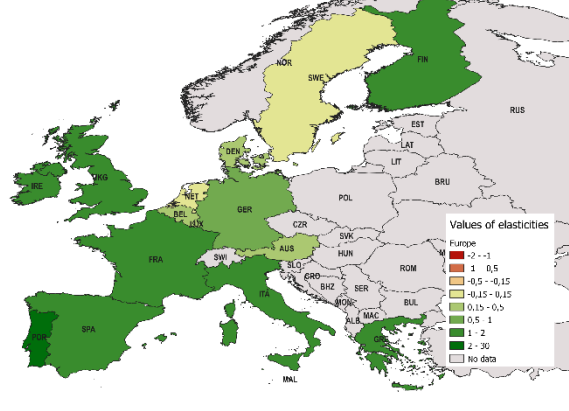 NOR
SWE
FIN
RUS
EST
LAT
LIT
DEN
BRU
IRE
UKG
NET
BEL
GER
POL
LUX
CZR
SVK
AUS
HUN
FRA
SWI
SLO
CRO
ROM
BHZ
SER
ITA
MON
BUL
MAC
ALB
POR
SPA
GRE
MAL
Values of elasticities
Europe
-2 - -1
-1 - 0,5
-0,5 - -0,15
-0,15 - 0,15
0,15 - 0,5
0,5 - 1
1 - 2
2 - 30
No data